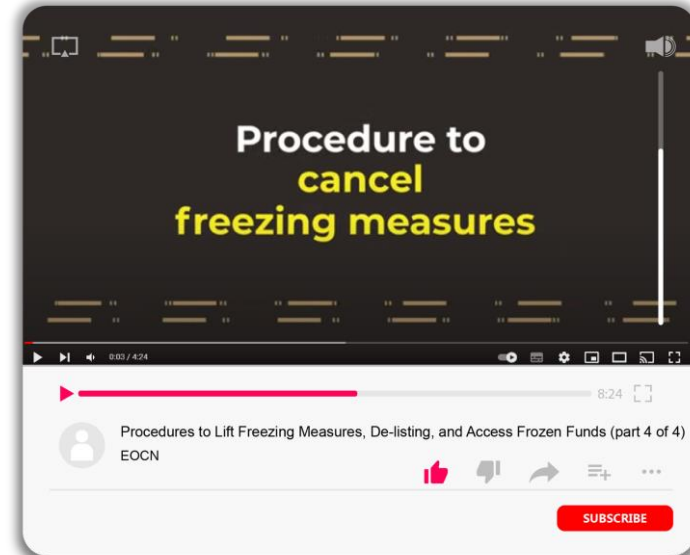 Procedure to
cancel
freezing measures
0:03 / 4:24
8:24
Procedures to Lift Freezing Measures, De-listing, and Access Frozen Funds (part 4 of 4)
EOCN
SUBSCRIBE